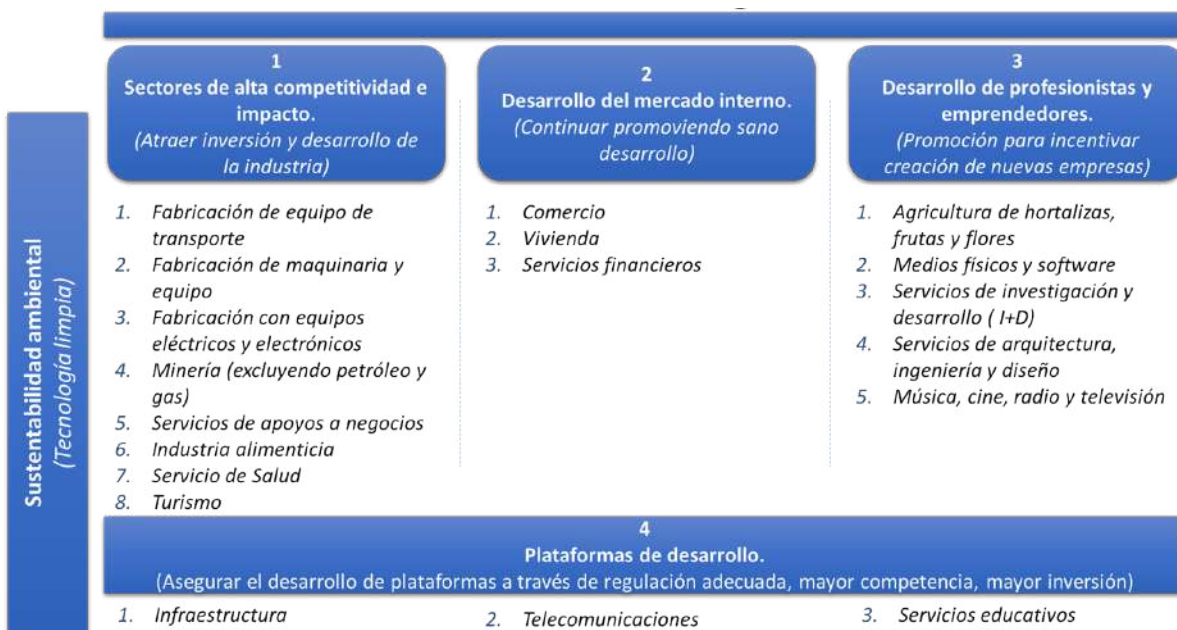 1
Sectores de alta competitividad e
impacto.
(Atraer inversión y desarrollo de
la industria)
1. Fabricación de equipo de
transporte
2. Fabricación de maquinaria y
equipo
3. Fabricación con equipos
eléctricos y electrónicos
4. Minería (excluyendo petróleo y
gas)
5. Servicios de apoyos a negocios
6. Industria alimenticia
7. Servicio de Salud
8. Turismo
2
Desarrollo del mercado interno.
(Continuar promoviendo sano
desarrollo)
1. Comercio
2. Vivienda
3. Servicios financieros
3
Desarrollo de profesionistas y
emprendedores.
(Promoción para incentivar
creación de nuevas empresas)
1. Agricultura de hortalizas,
frutas y flores
2. Medios físicos y software
3. Servicios de investigación y
desarrollo ( I+D)
4. Servicios de arquitectura,
ingeniería y diseño
5. Música, cine, radio y televisión
Sustentabilidad ambiental
(Tecnología limpia)
4
Plataformas de desarrollo.
(Asegurar el desarrollo de plataformas a través de regulación adecuada, mayor competencia, mayor inversión)
1. Infraestructura
2. Telecomunicaciones
3. Servicios educativos